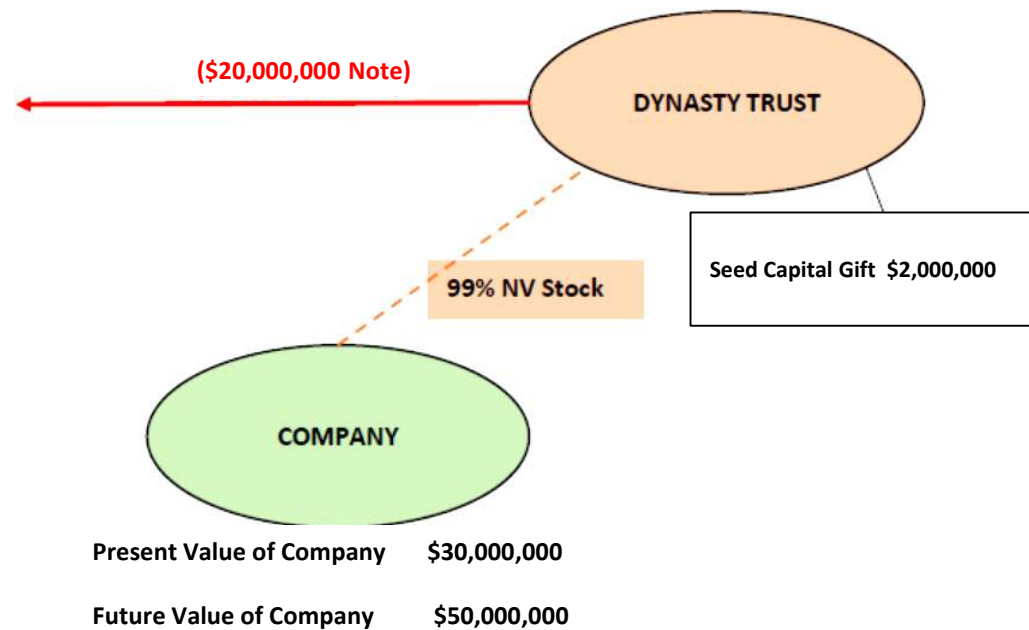 ($20,000,000 Note)
DYNASTY TRUST
Seed Capital Gift $2,000,000
99% NV Stock
COMPANY
Present Value of Company $30,000,000
Future Value of Company $50,000,000